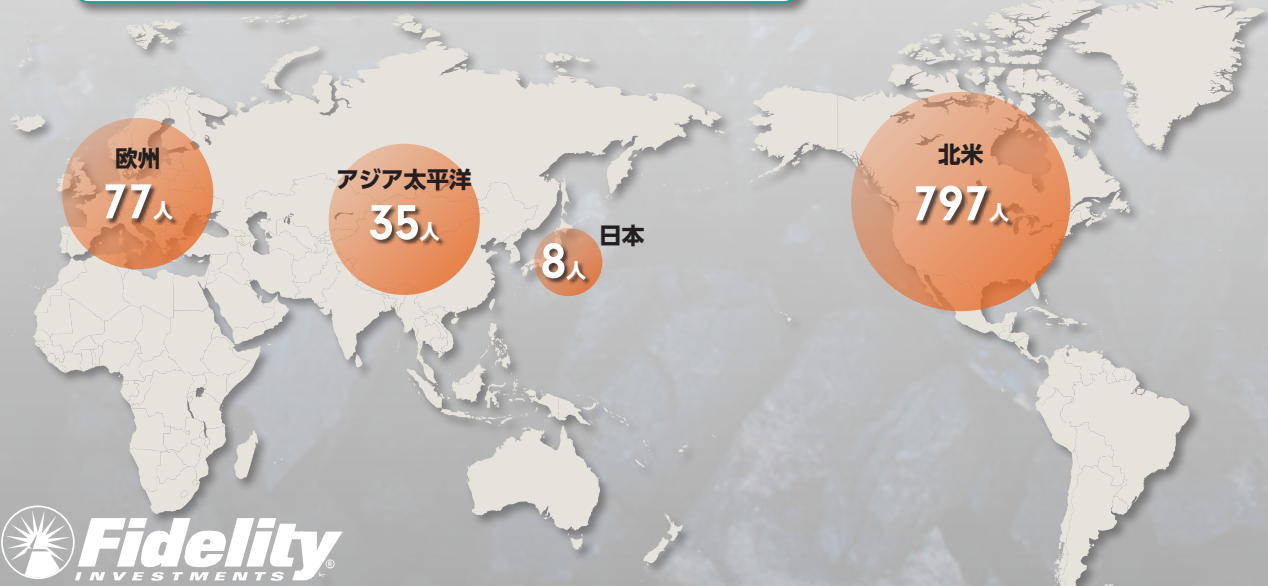 欧州
77人
アジア太平洋
35人
日本
8人
北米
797人
Fidelity®
INVESTMENTS